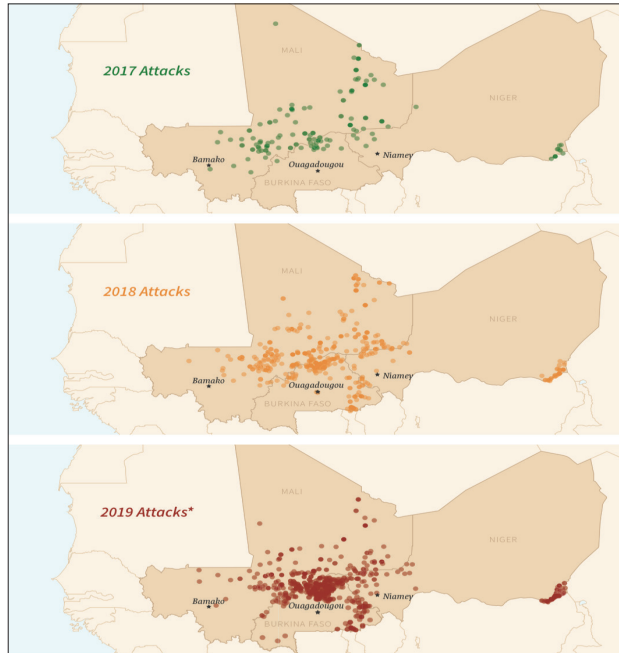 MALI
2017 Attacks
NIGER
Bamako
Ouagadougou
Niamey
BURKINA FASO
MALI
2018 Attacks
NIGER
Bamako
Ouagadougou
Niamey
BURKINA FASO
MALI
2019 Attacks*
NIGER
Bamako
Ouagadougou
Niamey
BURKINA FASO